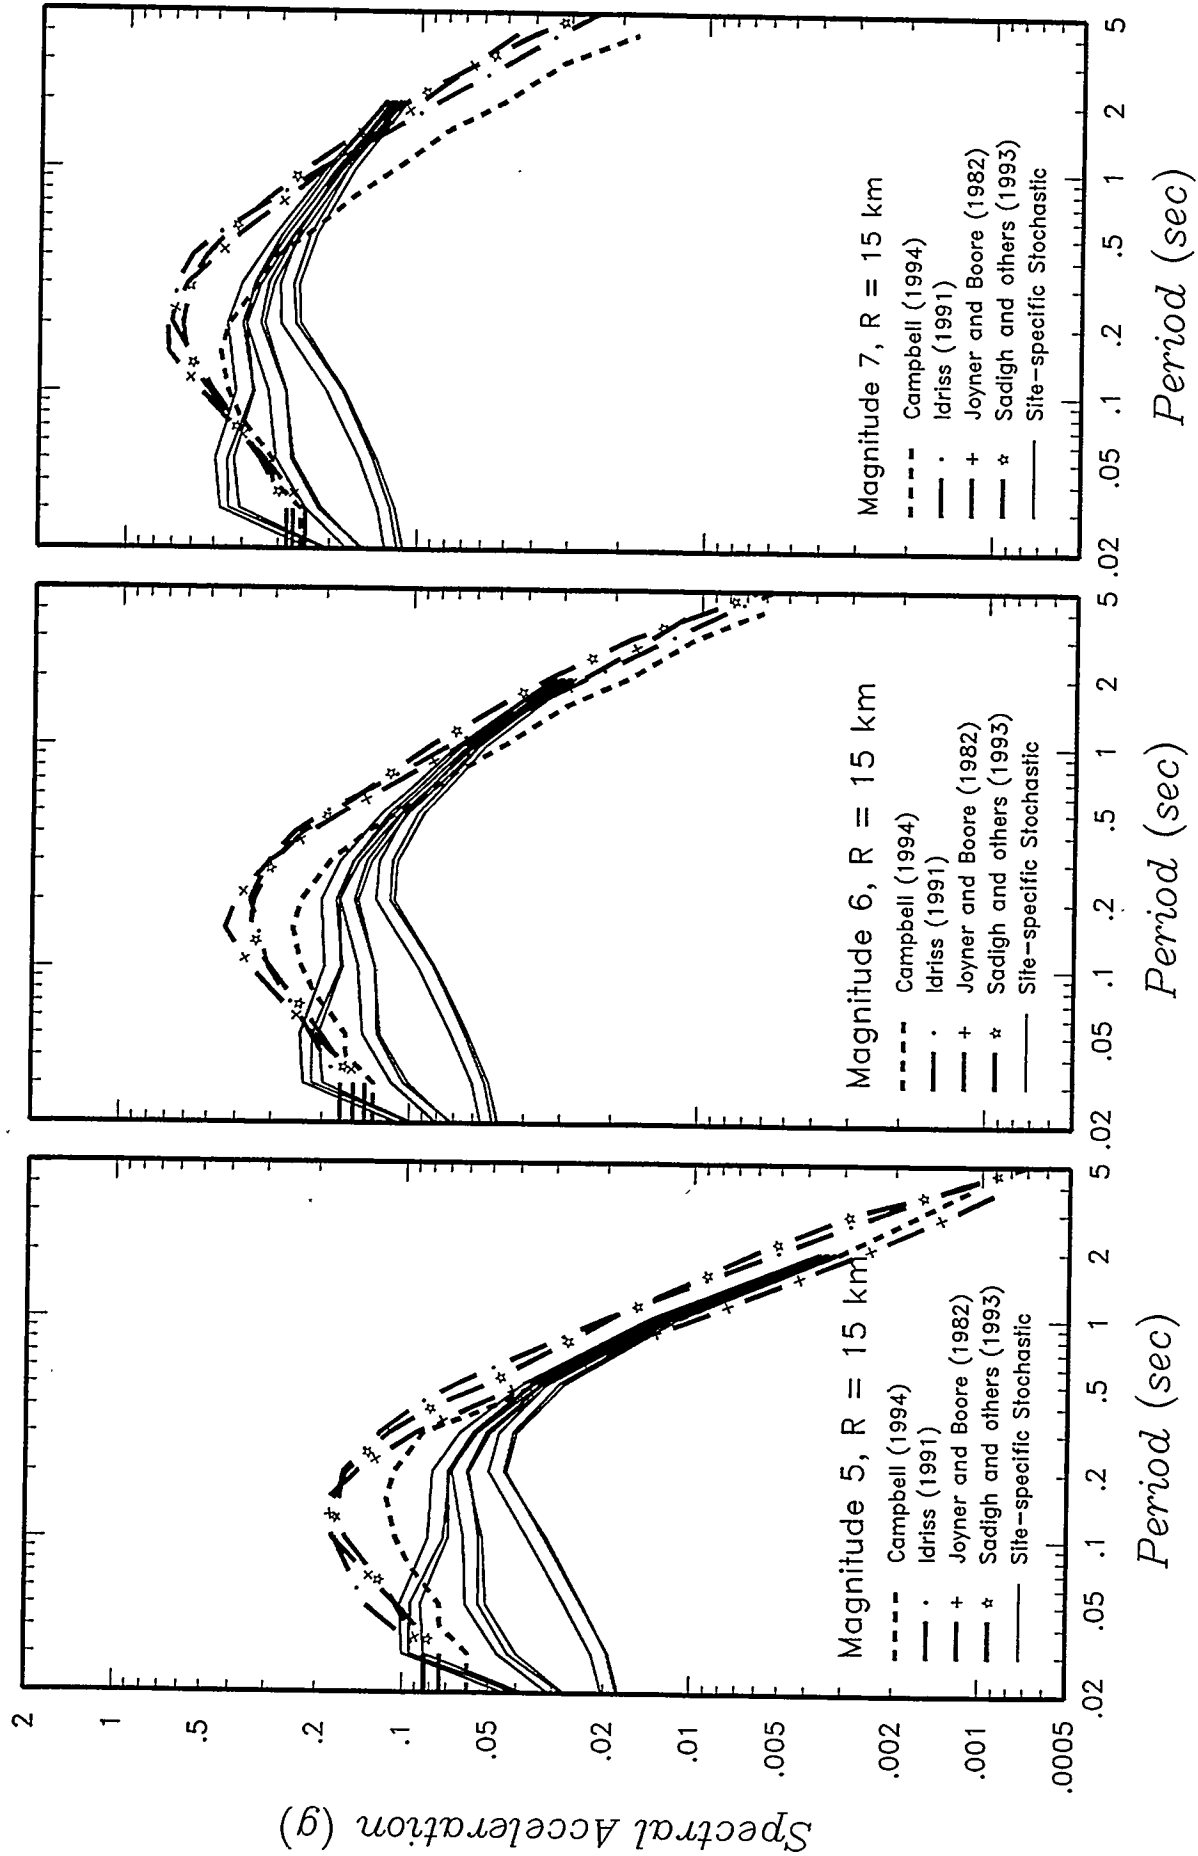 Spectral Acceleration (g)
2
1
.5
.2
.1
.05
.02
.01
.005
.002
.001
.0005
Magnitude 5, R = 15 km
Campbell (1994)
Idriss (1991)
Joyner and Boore (1982)
Sadigh and others (1993)
Site-specific Stochastic
.02
.05
.1
.2
.5
1
2
5
Period (sec)
Magnitude 6, R = 15 km
Campbell (1994)
Idriss (1991)
Joyner and Boore (1982)
Sadigh and others (1993)
Site-specific Stochastic
.02
.05
.1
.2
.5
1
2
5
Period (sec)
Magnitude 7, R = 15 km
Campbell (1994)
Idriss (1991)
Joyner and Boore (1982)
Sadigh and others (1993)
Site-specific Stochastic
.02
.05
.1
.2
.5
1
2
5
Period (sec)